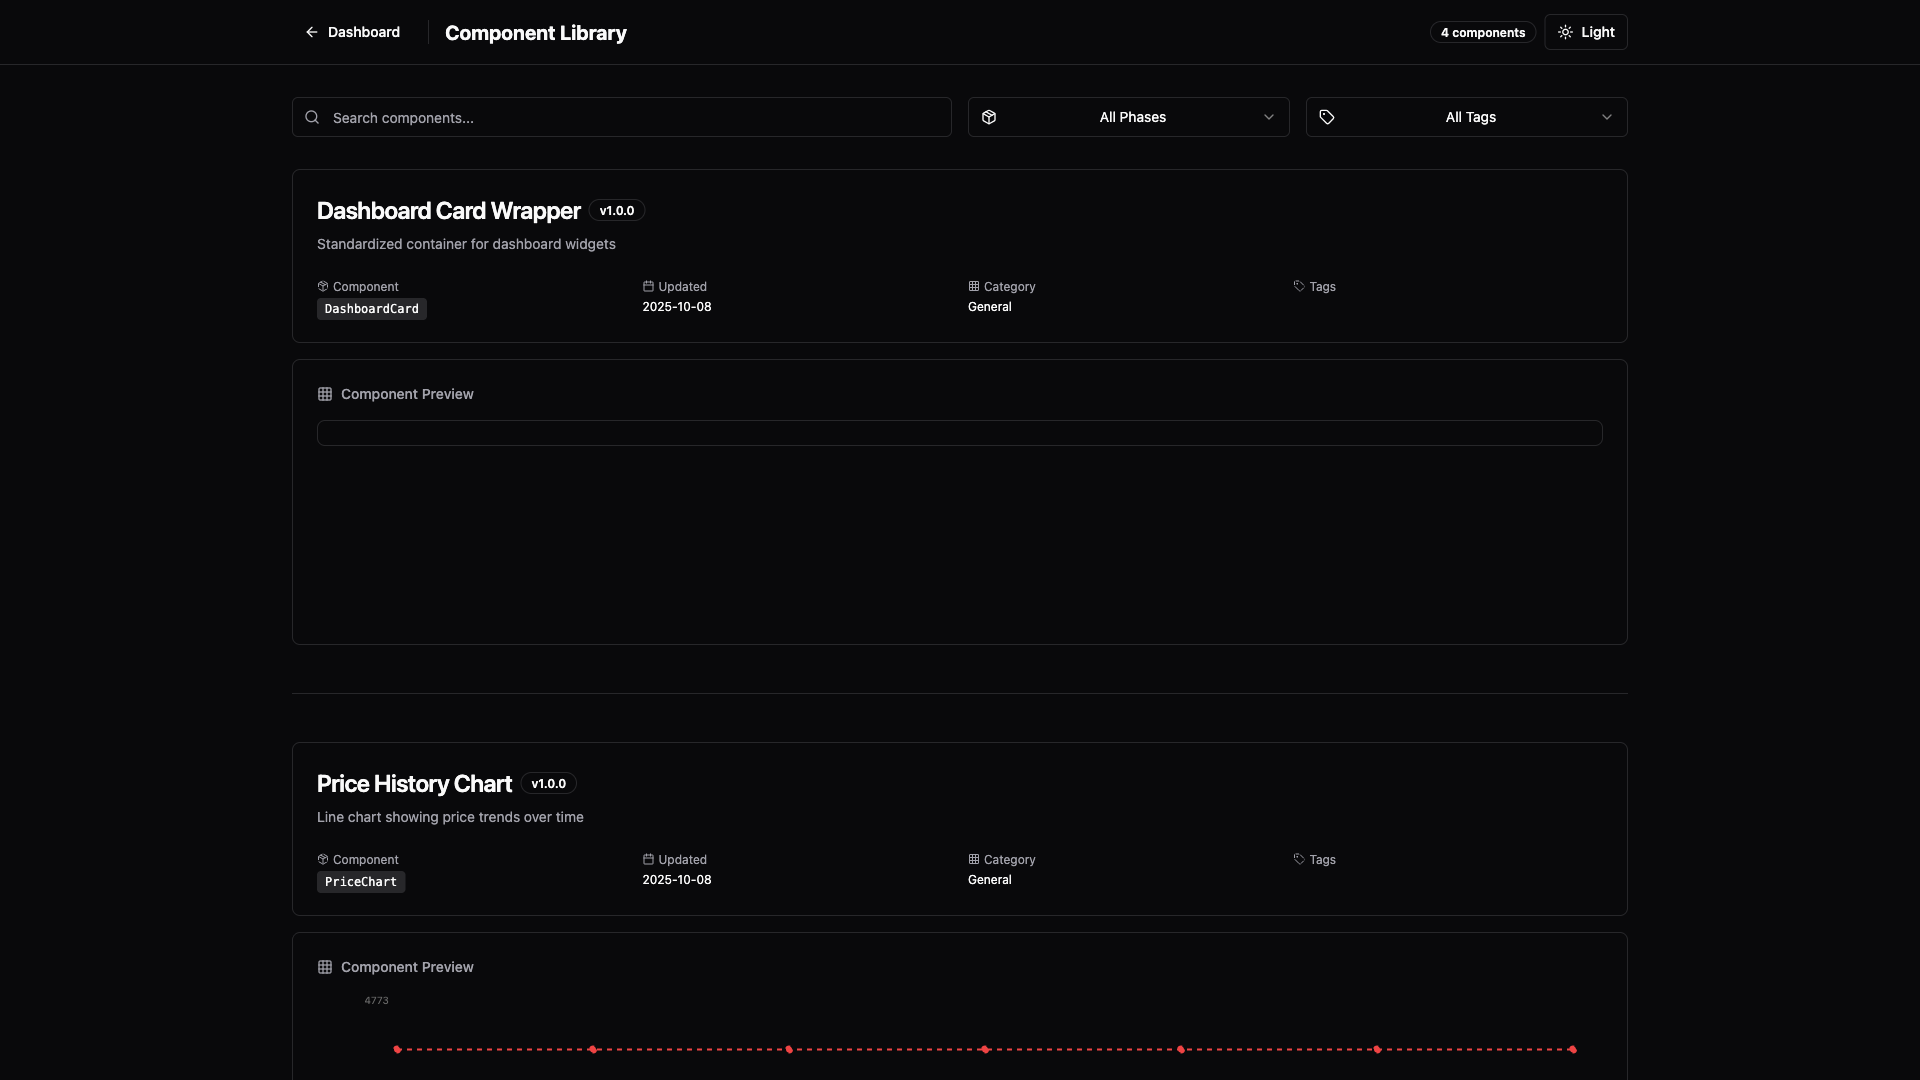 Dashboard
Component Library
4 components
Light
Search components...
All Phases
All Tags
Dashboard Card Wrapper v1.0.0
Standardized container for dashboard widgets
Component Updated Category Tags
DashboardCard 2025-10-08 General
Component Preview
Price History Chart v1.0.0
Line chart showing price trends over time
Component Updated Category Tags
PriceChart 2025-10-08 General
Component Preview
4773